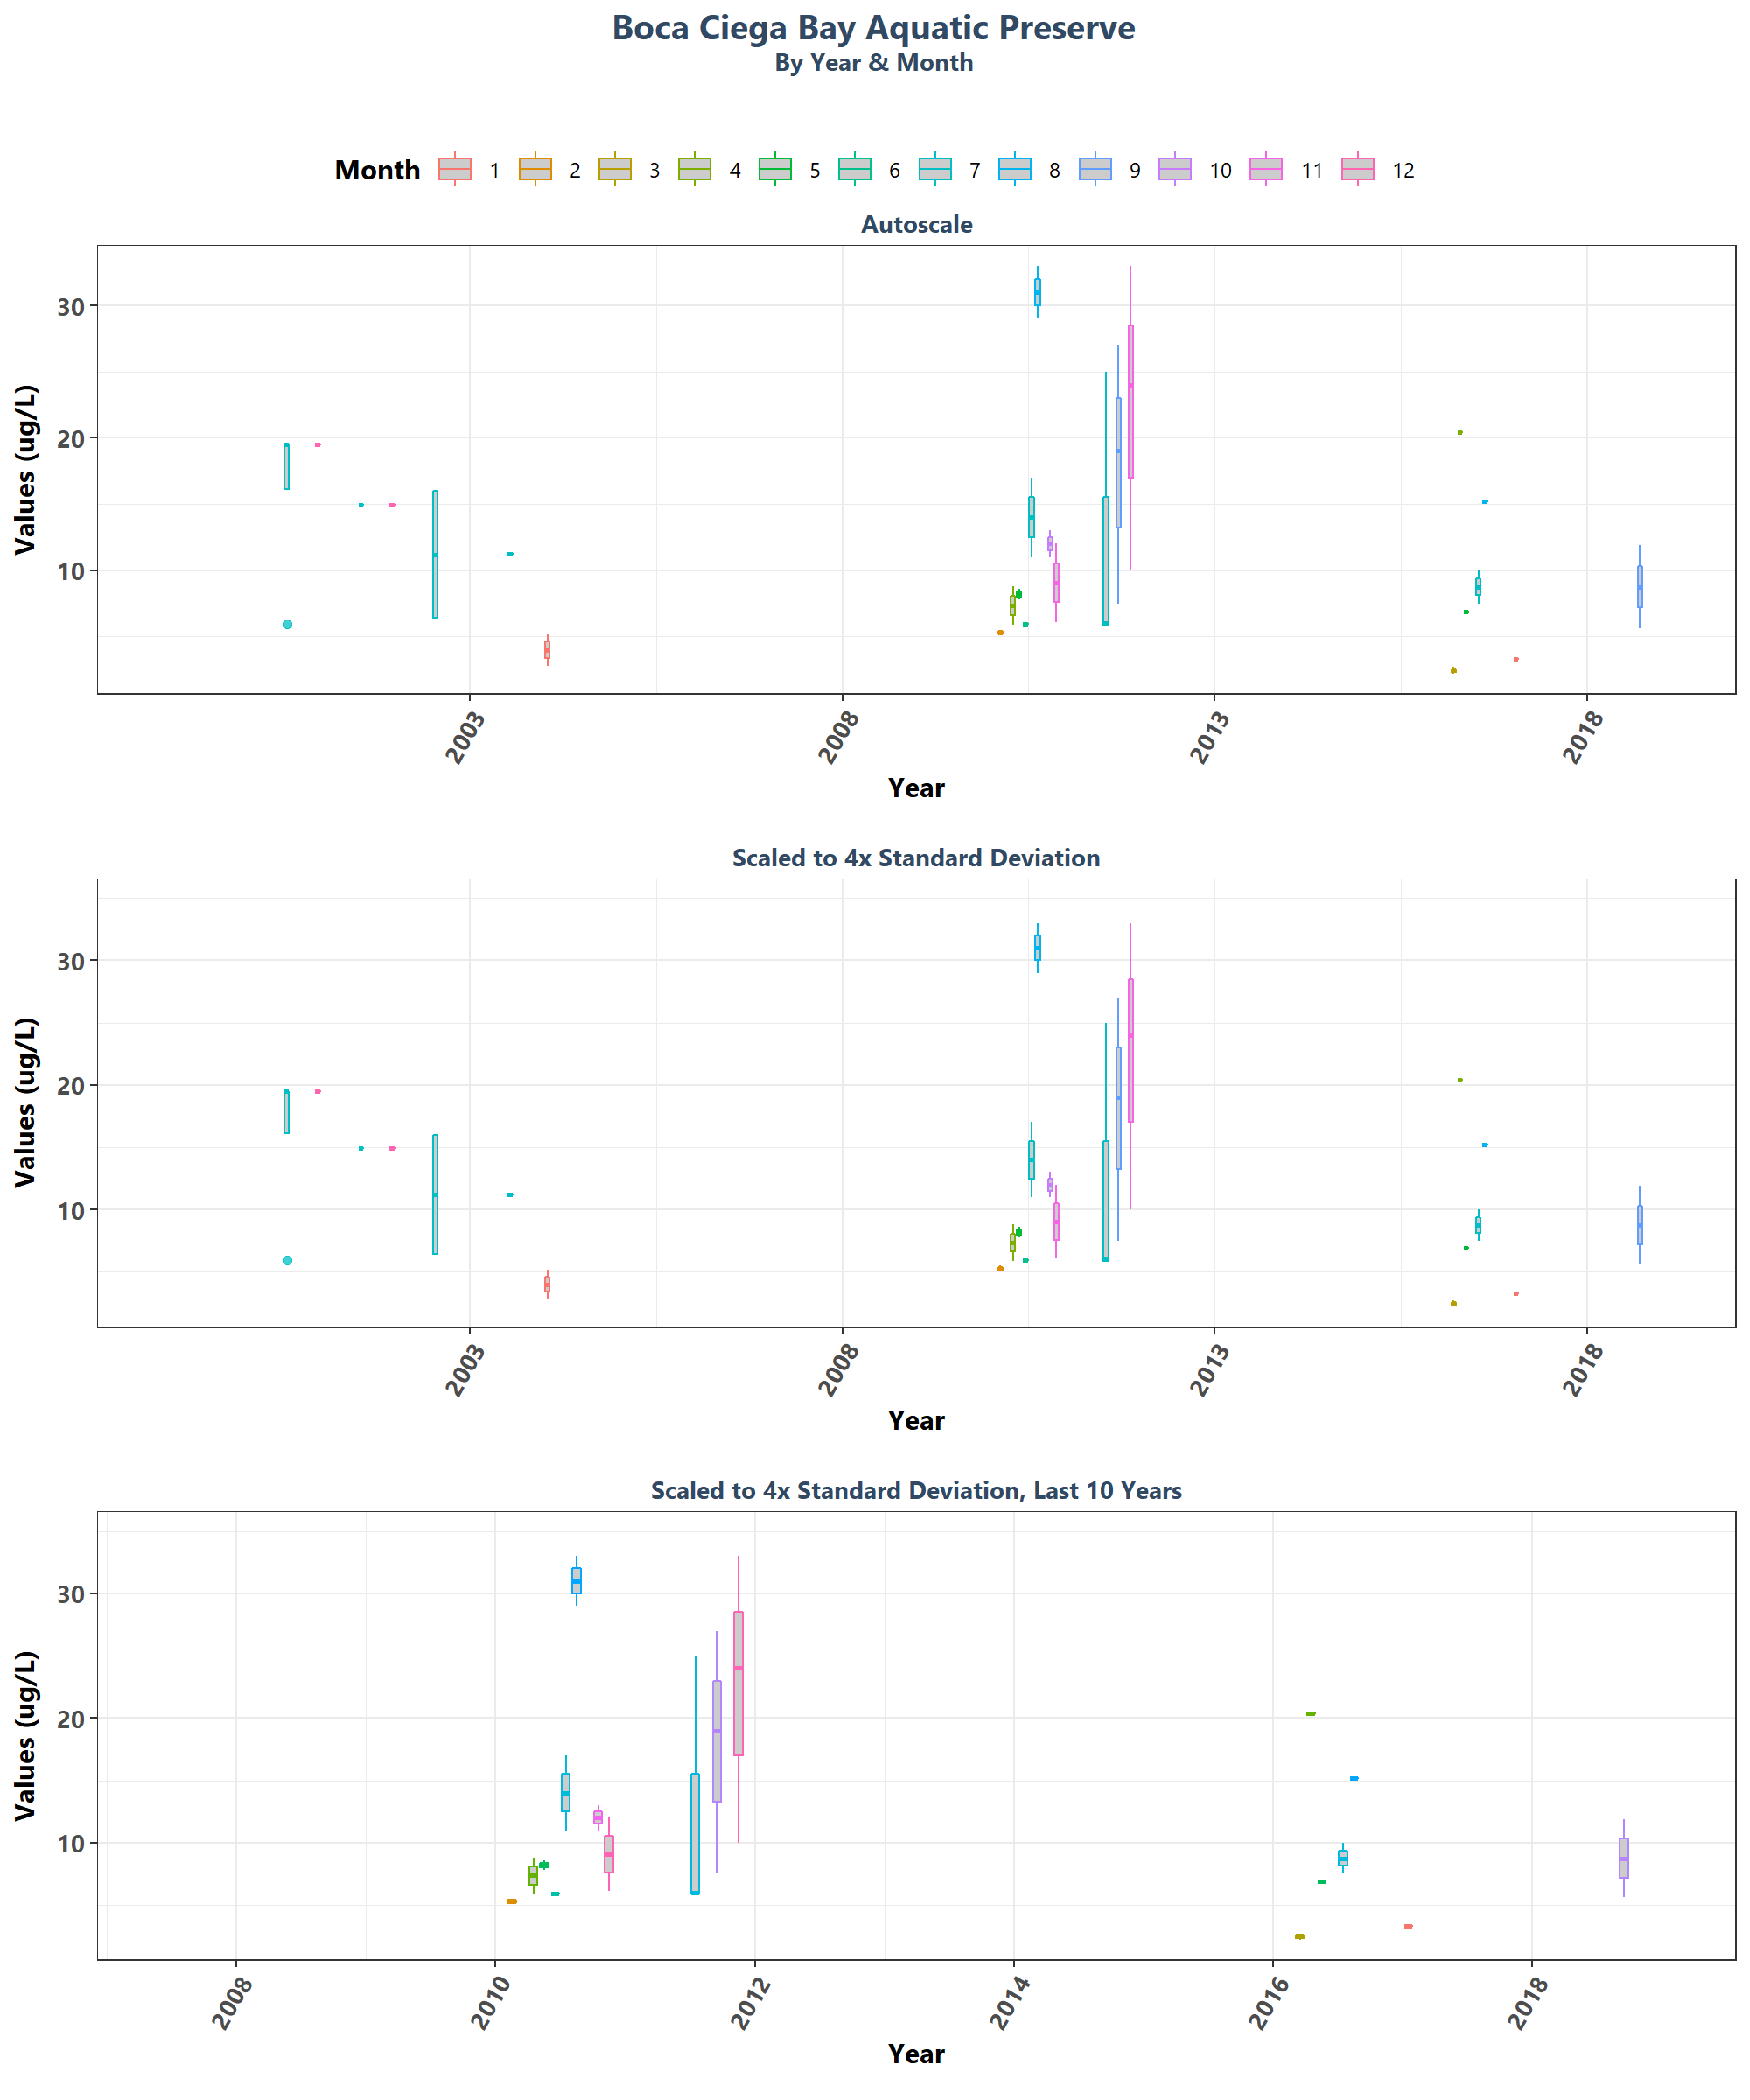 Boca Ciega Bay Aquatic Preserve
By Year & Month
Month 1 2 3 4 5 6 7 8 9 10 11 12
Autoscale
Values (ug/L)
30
20
10
2003 2008 2013 2018
Year
Scaled to 4x Standard Deviation
Values (ug/L)
30
20
10
2003 2008 2013 2018
Year
Scaled to 4x Standard Deviation, Last 10 Years
Values (ug/L)
30
20
10
2008 2010 2012 2014 2016 2018
Year